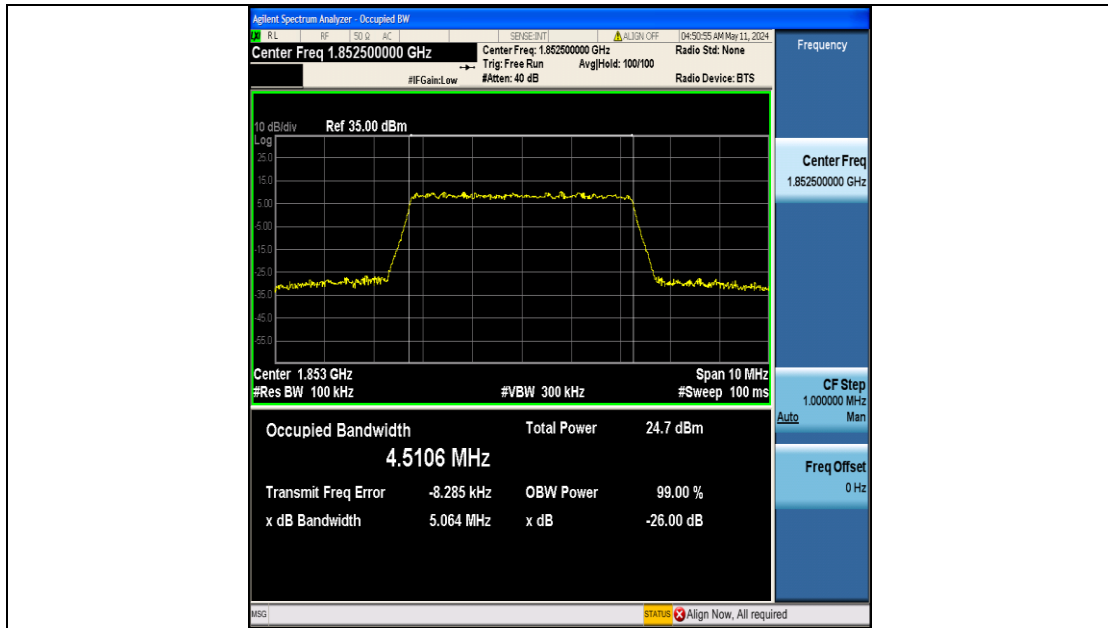 Agilent Spectrum Analyzer - Occupied BW
RL RF 50 Ω AC SENSE:INT ALIGN OFF 04:50:55 AM May 11, 2024
Center Freq 1.852500000 GHz
Center Freq: 1.852500000 GHz Radio Std: None
Trig: Free Run Avg|Hold: 100/100
#IFGain:Low #Atten: 40 dB Radio Device: BTS
10 dB/div Ref 35.00 dBm
Log
25.0
15.0
5.00
-5.00
-15.0
-25.0
-35.0
-45.0
-55.0
Center 1.853 GHz Span 10 MHz
#Res BW 100 kHz #VBW 300 kHz #Sweep 100 ms
Occupied Bandwidth Total Power 24.7 dBm
4.5106 MHz
Transmit Freq Error -8.285 kHz OBW Power 99.00 %
x dB Bandwidth 5.064 MHz x dB -26.00 dB
MSG STATUS Align Now, All required
Frequency
Center Freq
1.852500000 GHz
CF Step
1.000000 MHz
Auto Man
Freq Offset
0 Hz